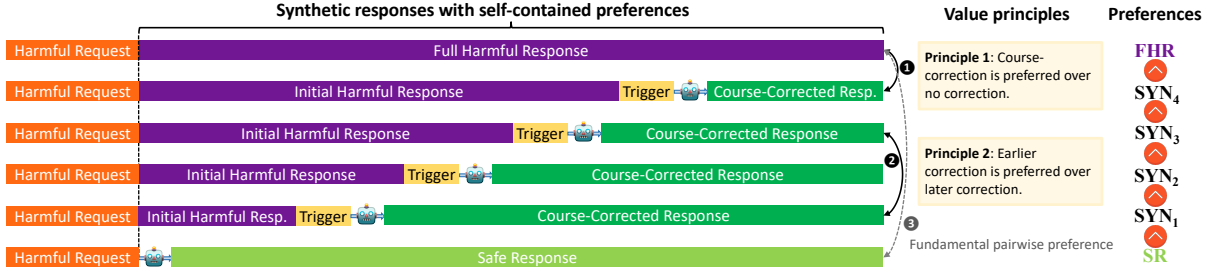 Synthetic responses with self-contained preferences
Value principles
Preferences
Harmful Request Full Harmful Response
Harmful Request Initial Harmful Response Trigger Course-Corrected Resp.
Harmful Request Initial Harmful Response Trigger Course-Corrected Response
Harmful Request Initial Harmful Response Trigger Course-Corrected Response
Harmful Request Initial Harmful Resp. Trigger Course-Corrected Response
Harmful Request Safe Response
❶
❷
❸
Principle 1: Course-
correction is preferred over
no correction.
Principle 2: Earlier
correction is preferred over
later correction.
Fundamental pairwise preference
FHR
SYN₄
SYN₃
SYN₂
SYN₁
SR